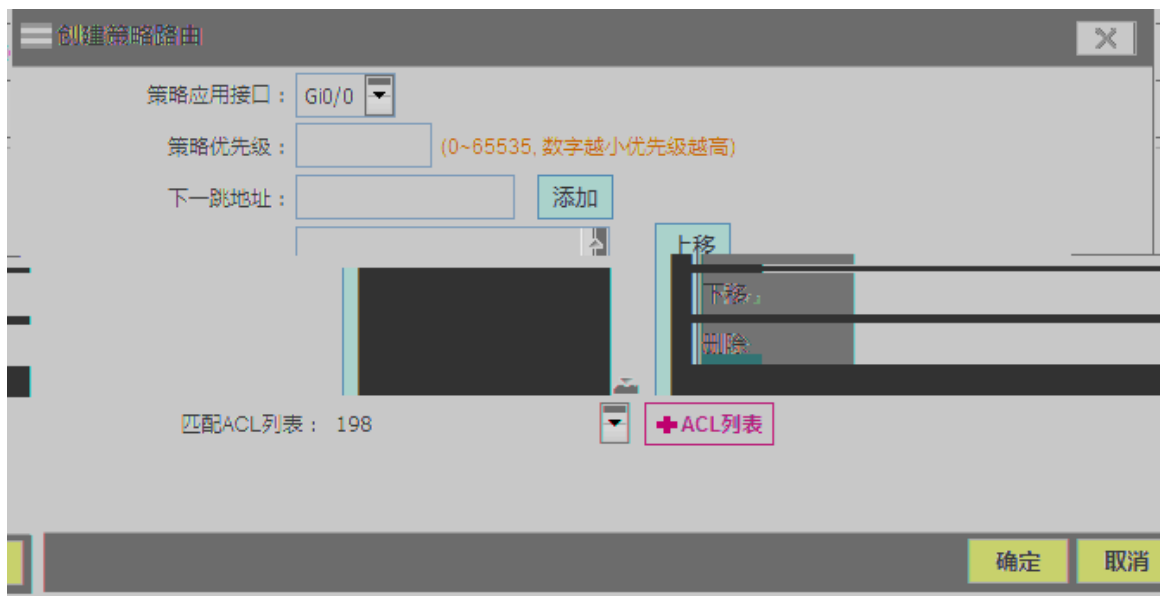 创建策略路由
策略应用接口： Gi0/0
策略优先级： (0~65535, 数字越小优先级越高)
下一跳地址： 添加
上移
下移
删除
匹配ACL列表： 198 ACL列表
确定 取消